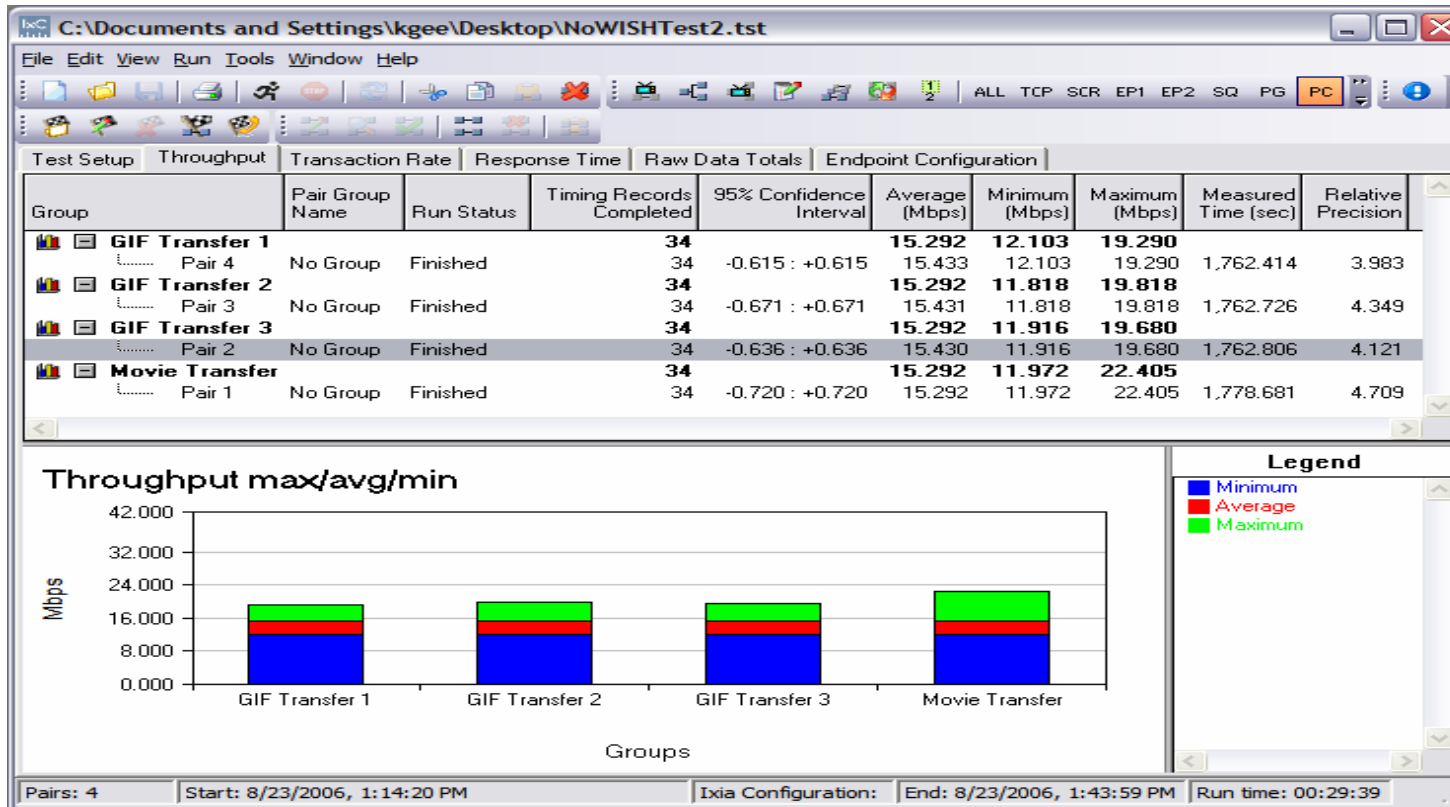 IxC C:\Documents and Settings\kgee\Desktop\NoWISHTest2.tst
File Edit View Run Tools Window Help
ALL TCP SCR EP1 EP2 SQ PG PC
Test Setup Throughput Transaction Rate Response Time Raw Data Totals Endpoint Configuration
Group Pair Group Name Run Status Timing Records Completed 95% Confidence Interval Average (Mbps) Minimum (Mbps) Maximum (Mbps) Measured Time (sec) Relative Precision
GIF Transfer 1 34 15.292 12.103 19.290
Pair 4 No Group Finished 34 -0.615 : +0.615 15.433 12.103 19.290 1,762.414 3.983
GIF Transfer 2 34 15.292 11.818 19.818
Pair 3 No Group Finished 34 -0.671 : +0.671 15.431 11.818 19.818 1,762.726 4.349
GIF Transfer 3 34 15.292 11.916 19.680
Pair 2 No Group Finished 34 -0.636 : +0.636 15.430 11.916 19.680 1,762.806 4.121
Movie Transfer 34 15.292 11.972 22.405
Pair 1 No Group Finished 34 -0.720 : +0.720 15.292 11.972 22.405 1,778.681 4.709
Throughput max/avg/min
42.000
32.000
24.000
16.000
8.000
0.000
Mbps
GIF Transfer 1 GIF Transfer 2 GIF Transfer 3 Movie Transfer
Groups
Legend
Minimum
Average
Maximum
Pairs: 4 Start: 8/23/2006, 1:14:20 PM Ixia Configuration: End: 8/23/2006, 1:43:59 PM Run time: 00:29:39